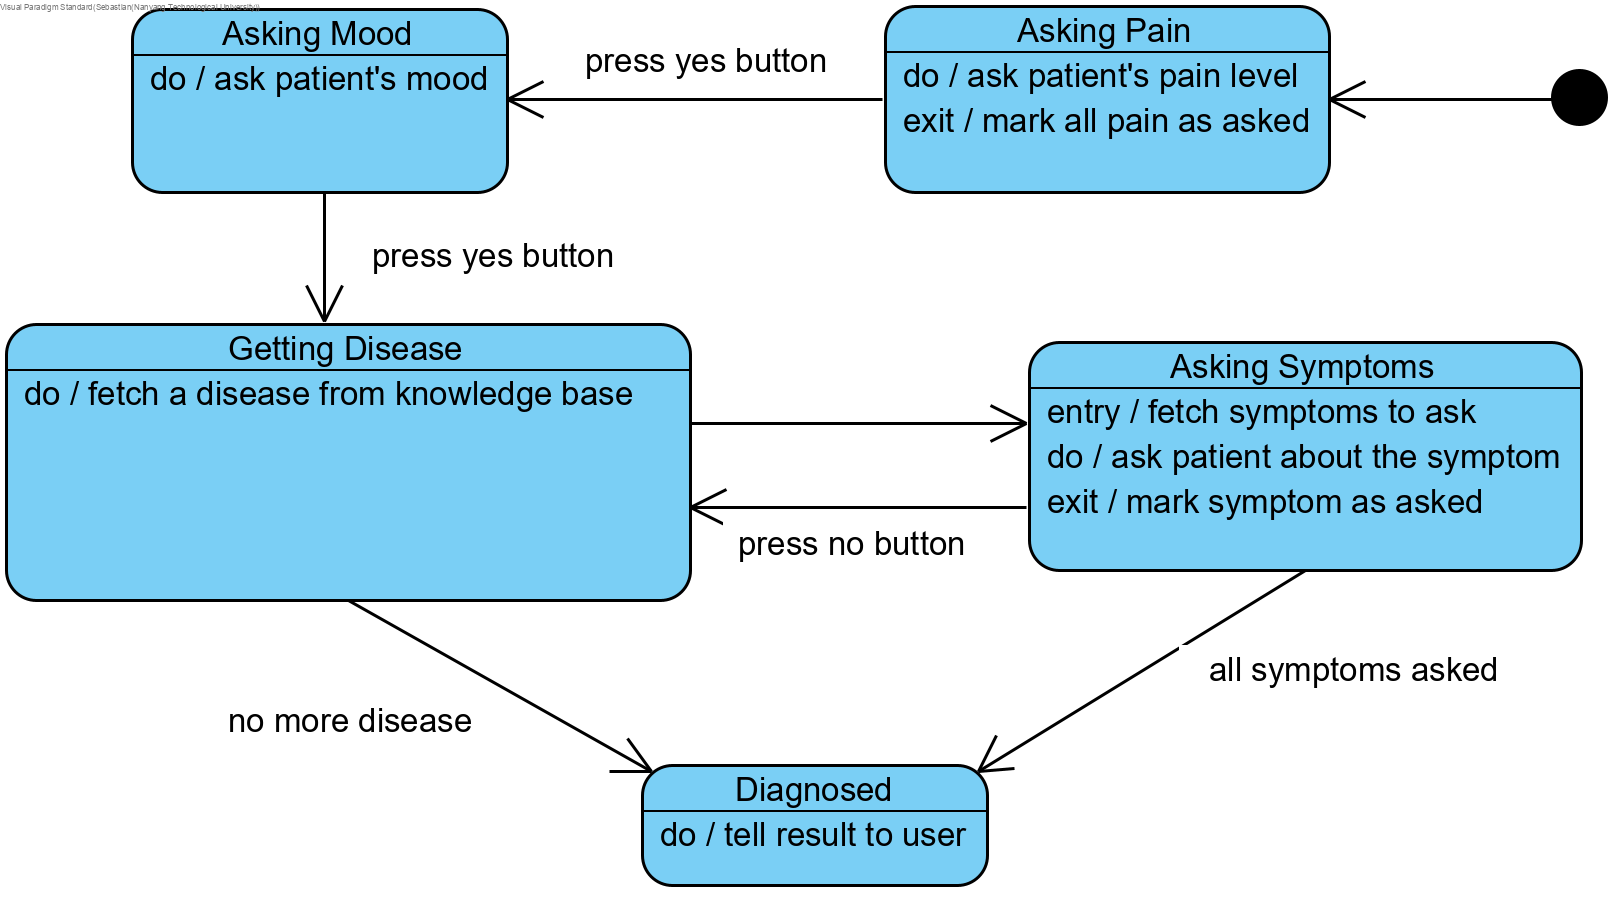 Visual Paradigm Standard(Sebastian(Nanyang Technological University))
Asking Mood
do / ask patient's mood
press yes button
Asking Pain
do / ask patient's pain level
exit / mark all pain as asked
press yes button
Getting Disease
do / fetch a disease from knowledge base
Asking Symptoms
entry / fetch symptoms to ask
do / ask patient about the symptom
exit / mark symptom as asked
press no button
all symptoms asked
no more disease
Diagnosed
do / tell result to user